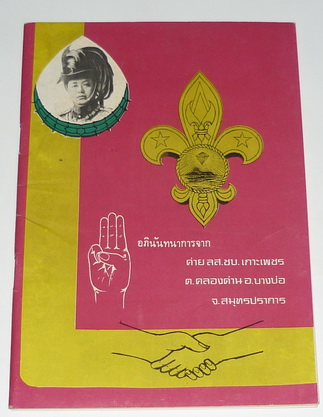 อภินันทนาการจาก
ค่าย ลส.ชบ. เกาะเพชร
ต. คลองด่าน อ. บางบ่อ
จ. สมุทรปราการ